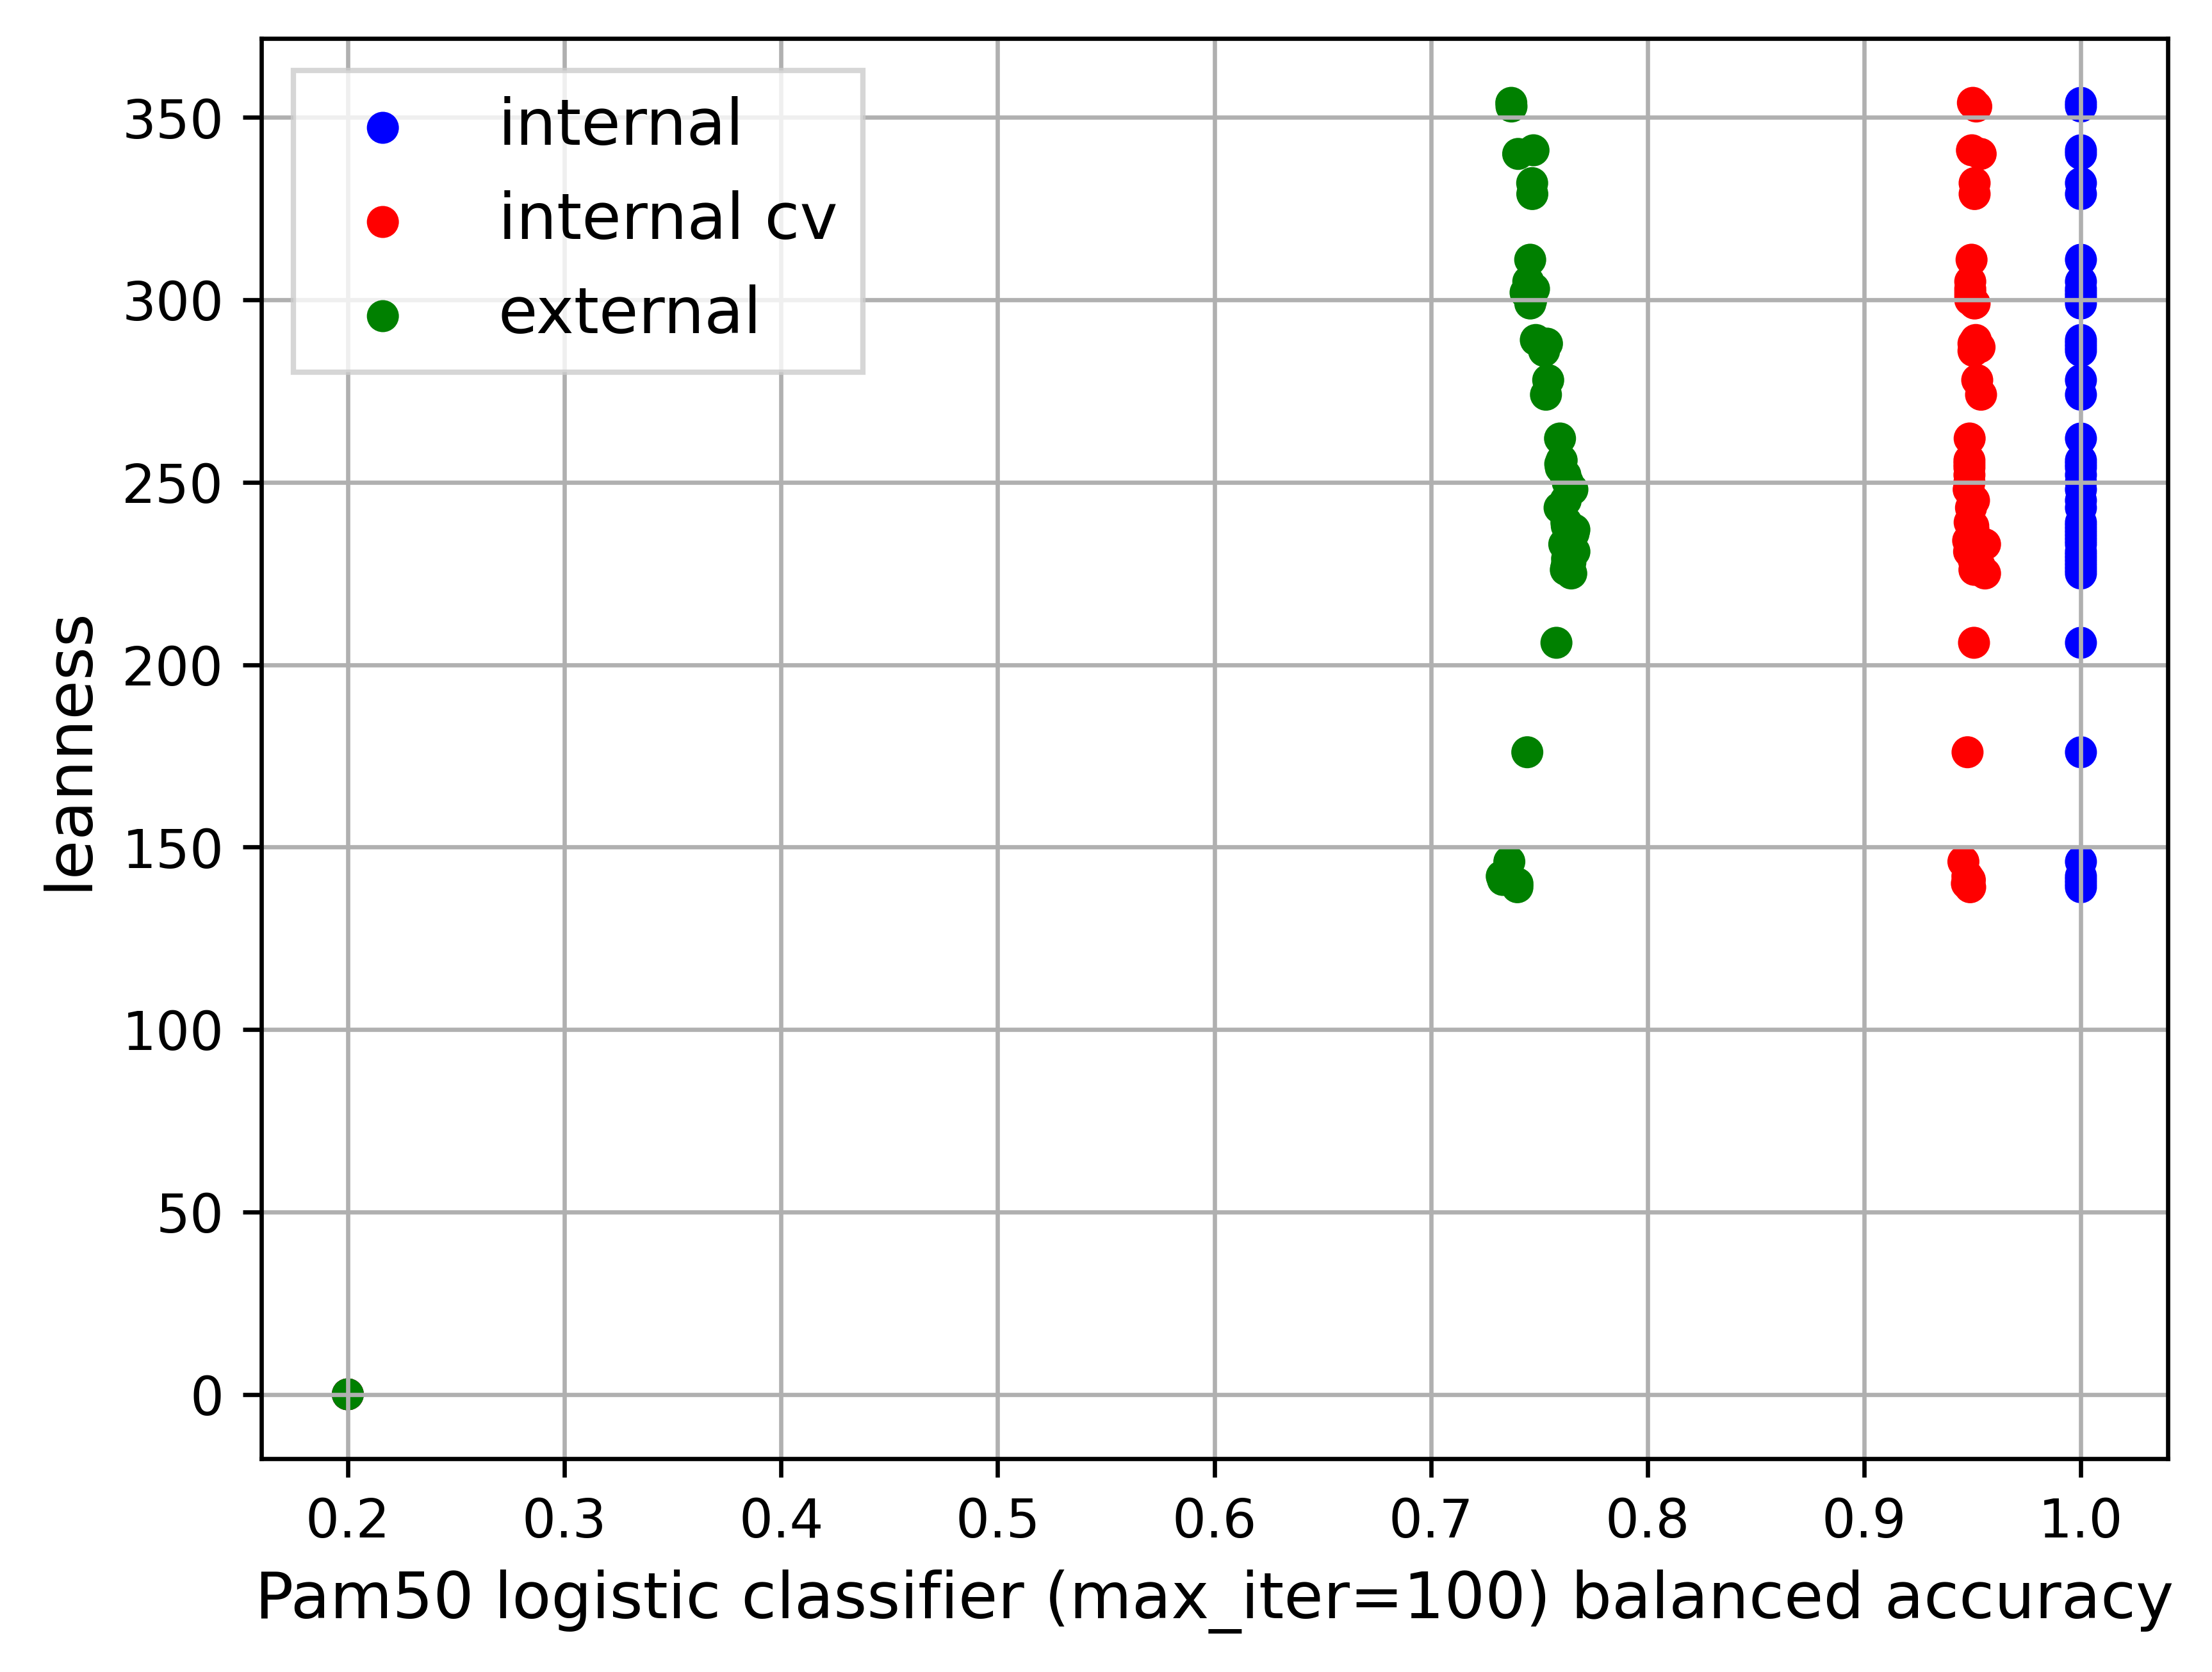 internal
internal cv
external
350
300
250
200
150
100
50
0
leanness
0.2 0.3 0.4 0.5 0.6 0.7 0.8 0.9 1.0
Pam50 logistic classifier (max_iter=100) balanced accuracy